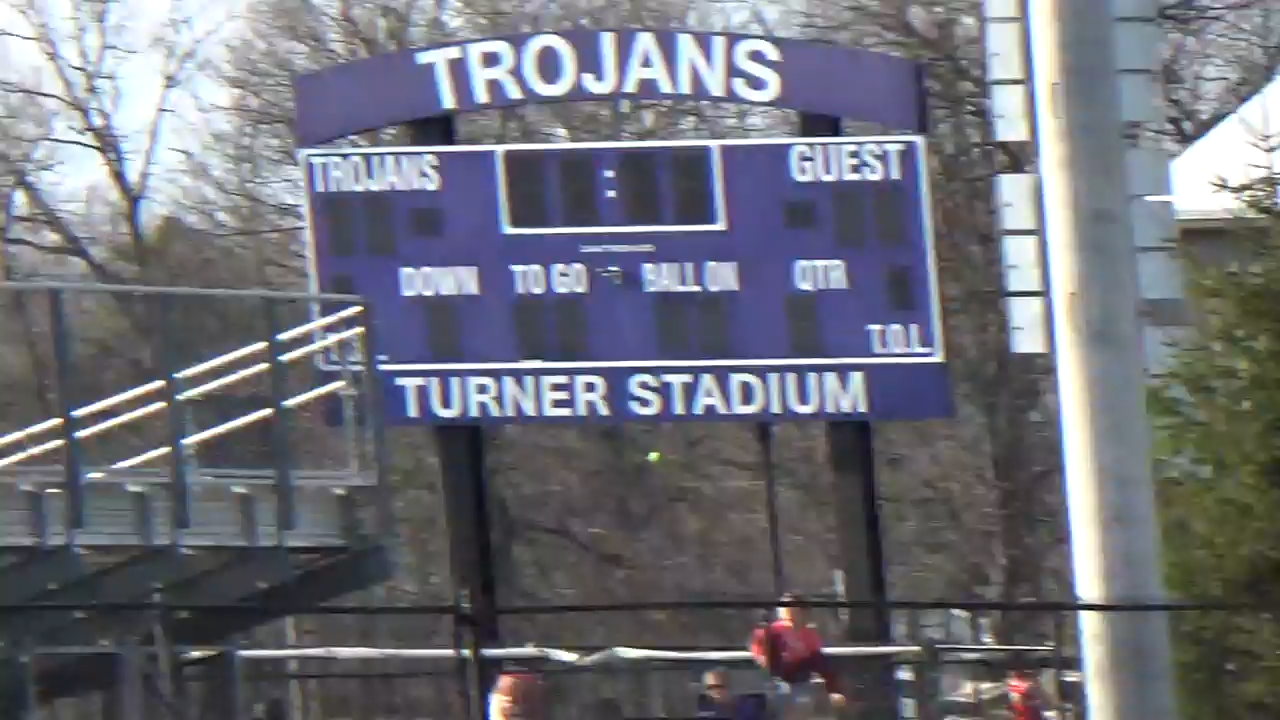 TROJANS
TROJANS : GUEST
DOWN TO GO BALL ON QTR
T.O.L.
TURNER STADIUM